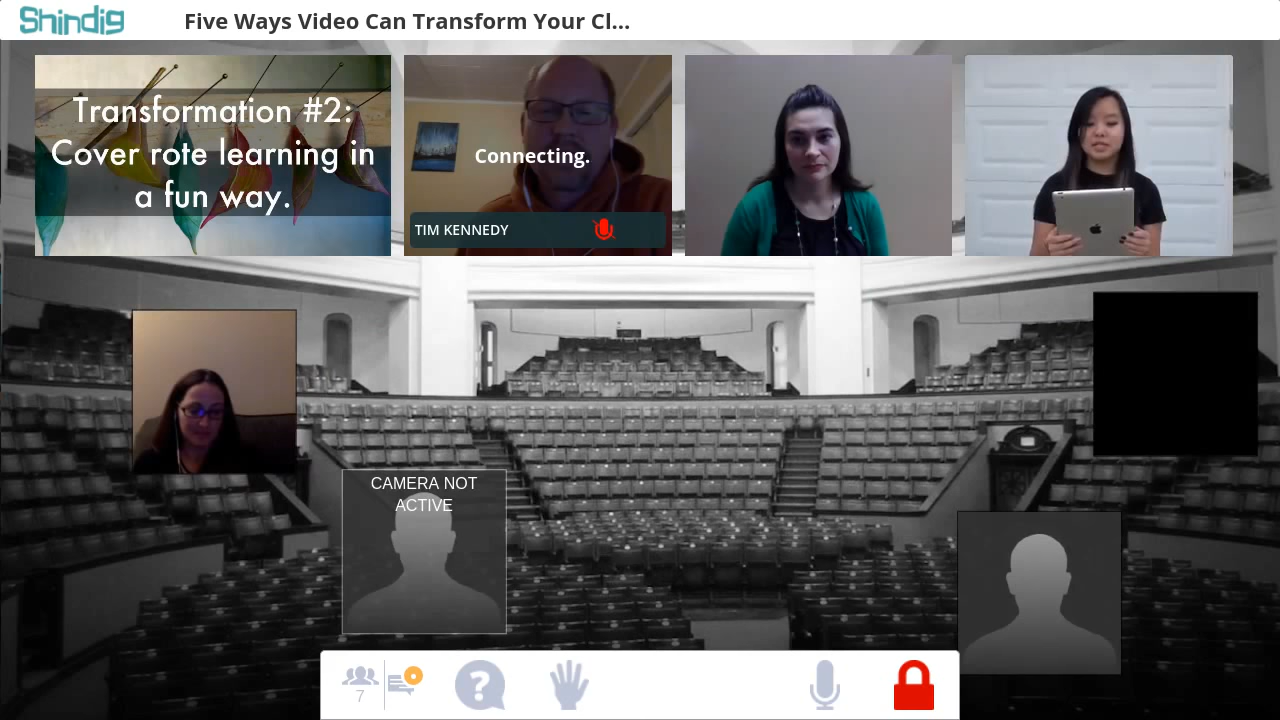 Shindig
Five Ways Video Can Transform Your Cl...
Transformation #2:
Cover rote learning in
a fun way.
Connecting.
TIM KENNEDY
CAMERA NOT
ACTIVE
7
?